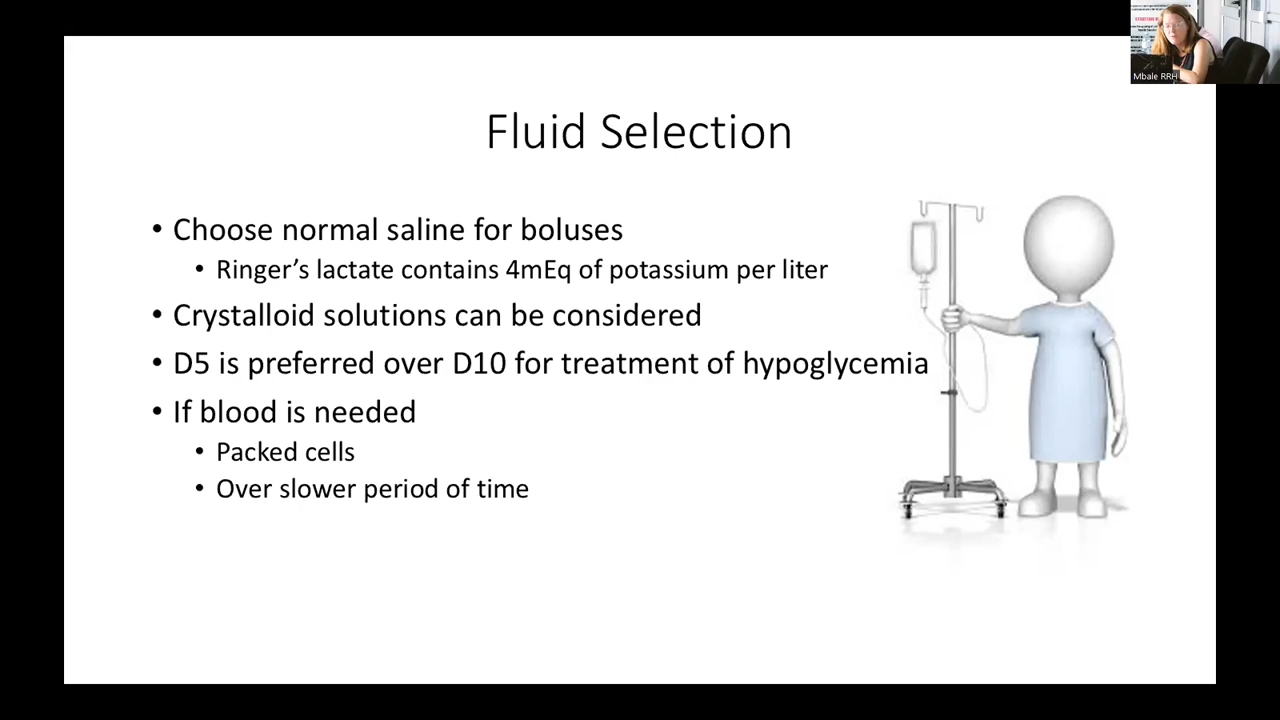 Mbale RRH
Fluid Selection
• Choose normal saline for boluses
• Ringer’s lactate contains 4mEq of potassium per liter
• Crystalloid solutions can be considered
• D5 is preferred over D10 for treatment of hypoglycemia
• If blood is needed
• Packed cells
• Over slower period of time